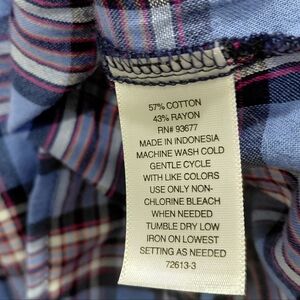 57% COTTON
43% RAYON
RN# 93677
MADE IN INDONESIA
MACHINE WASH COLD
GENTLE CYCLE
WITH LIKE COLORS
USE ONLY NON-
CHLORINE BLEACH
WHEN NEEDED
TUMBLE DRY LOW
IRON ON LOWEST
SETTING AS NEEDED
72613-3